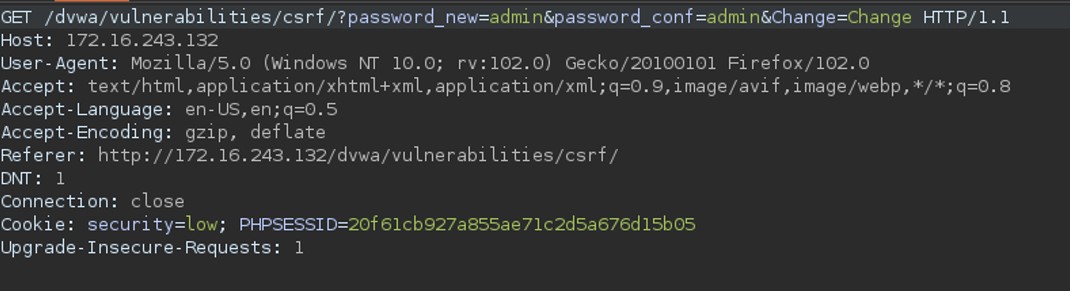 GET /dvwa/vulnerabilities/csrf/?password_new=admin&password_conf=admin&Change=Change HTTP/1.1
Host: 172.16.243.132
User-Agent: Mozilla/5.0 (Windows NT 10.0; rv:102.0) Gecko/20100101 Firefox/102.0
Accept: text/html,application/xhtml+xml,application/xml;q=0.9,image/avif,image/webp,*/*;q=0.8
Accept-Language: en-US,en;q=0.5
Accept-Encoding: gzip, deflate
Referer: http://172.16.243.132/dvwa/vulnerabilities/csrf/
DNT: 1
Connection: close
Cookie: security=low; PHPSESSID=20f61cb927a855ae71c2d5a676d15b05
Upgrade-Insecure-Requests: 1